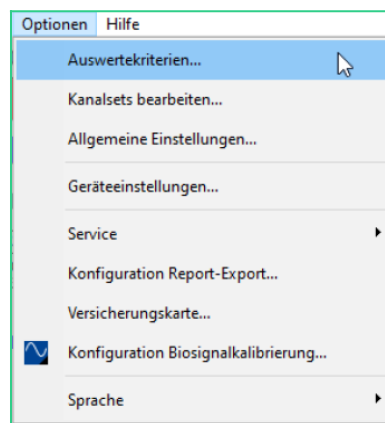 Optionen Hilfe
Auswertekriterien...
Kanalsets bearbeiten...
Allgemeine Einstellungen...
Geräteeinstellungen...
Service
Konfiguration Report-Export...
Versicherungskarte...
Konfiguration Biosignalkalibrierung...
Sprache